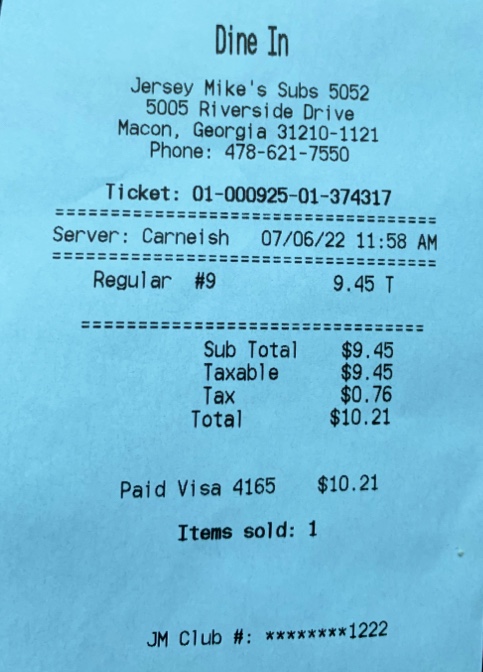 Dine In
Jersey Mike's Subs 5052
5005 Riverside Drive
Macon, Georgia 31210-1121
Phone: 478-621-7550
Ticket: 01-000925-01-374317
===================================
Server: Carneish 07/06/22 11:58 AM
===================================
Regular #9 9.45 T
===============================
Sub Total $9.45
Taxable $9.45
Tax $0.76
Total $10.21
Paid Visa 4165 $10.21
Items sold: 1
JM Club #: ********1222